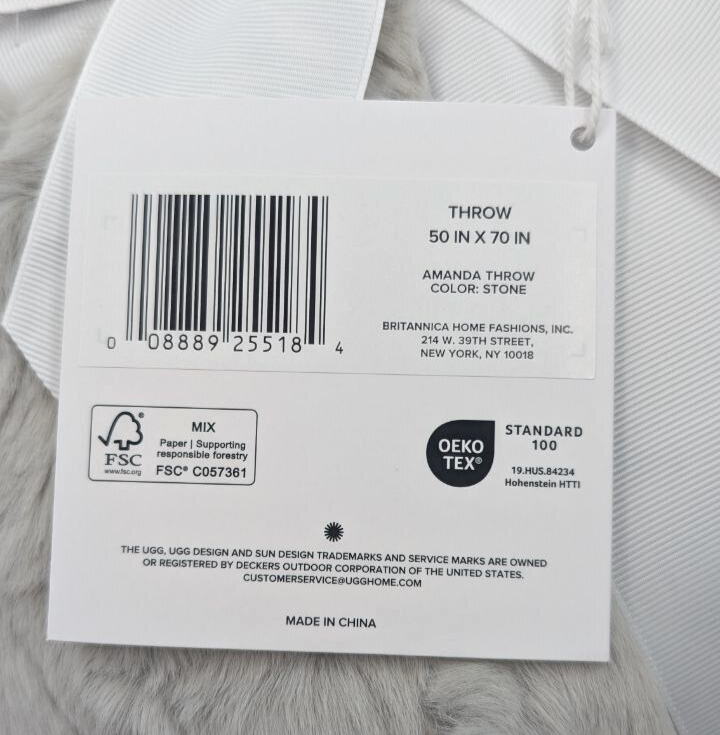 THROW
50 IN X 70 IN
AMANDA THROW
COLOR: STONE
BRITANNICA HOME FASHIONS, INC.
214 W. 39TH STREET,
NEW YORK, NY 10018
0 08889 25518 4
MIX
Paper | Supporting
responsible forestry
FSC® C057361
FSC®
www.fsc.org
OEKO
TEX®
STANDARD
100
19.HUS.84234
Hohenstein HTTI
THE UGG, UGG DESIGN AND SUN DESIGN TRADEMARKS AND SERVICE MARKS ARE OWNED
OR REGISTERED BY DECKERS OUTDOOR CORPORATION OF THE UNITED STATES.
CUSTOMERSERVICE@UGGHOME.COM
MADE IN CHINA